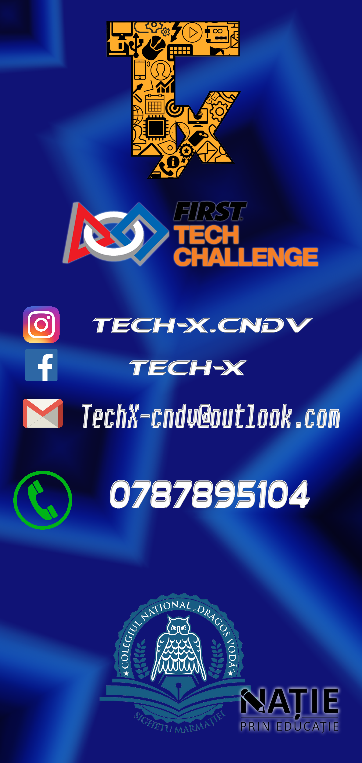 Tx
FIRST
TECH
CHALLENGE
TECH-X.CNDV
TECH-X
TechX-cndv@outlook.com
0787895104
COLEGIUL NAȚIONAL „DRAGOȘ VODĂ”
SIGHETU MARMAȚIEI
NAȚIE
PRIN EDUCAȚIE